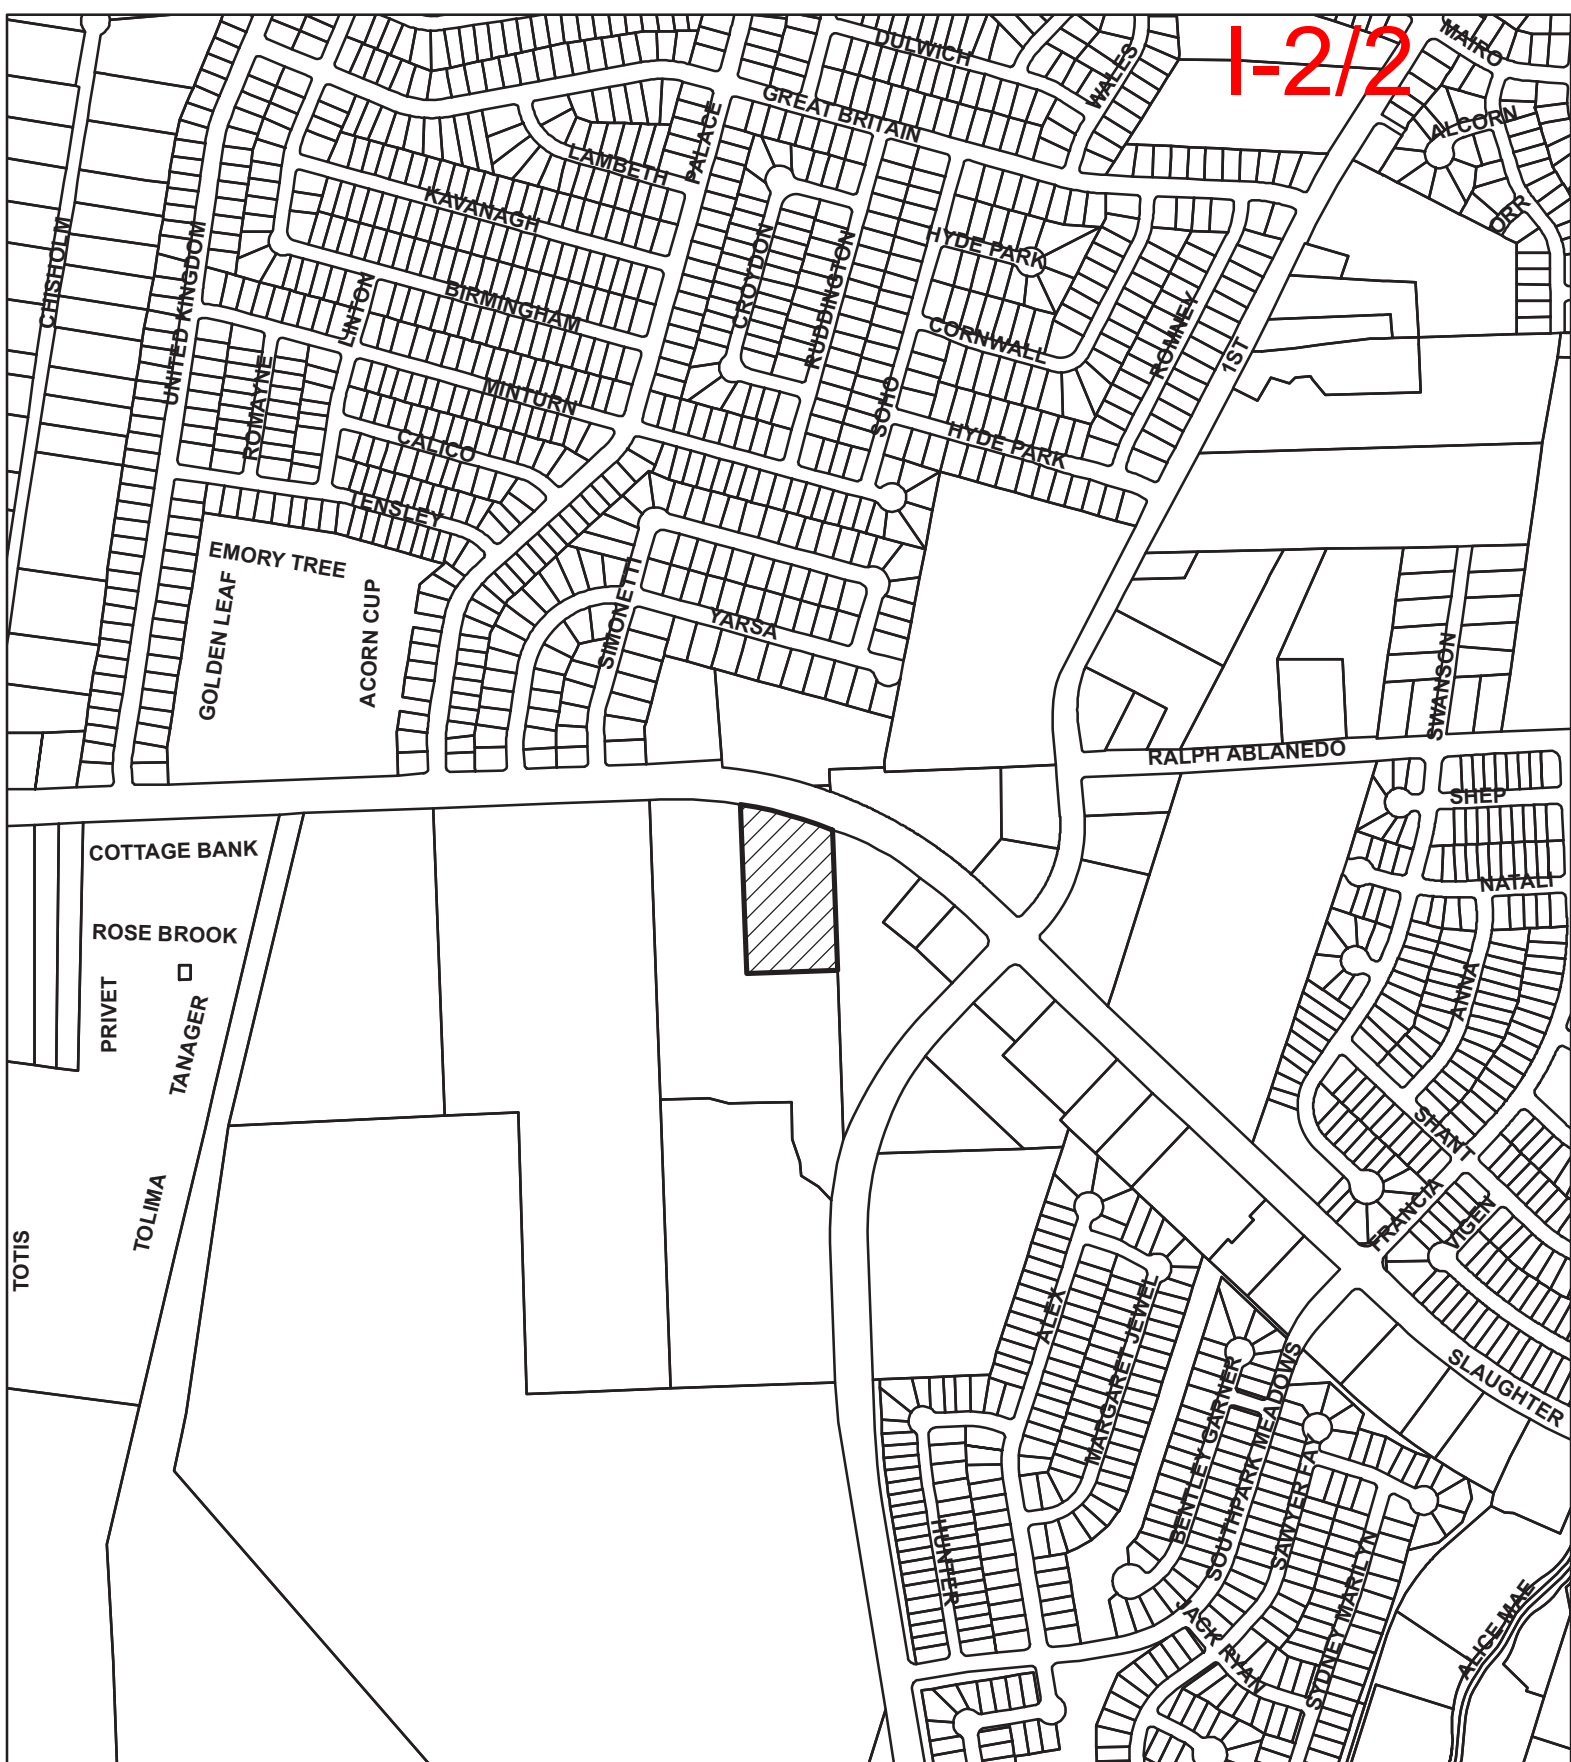 I-2/2
MAIRO
DULWICH
WALES
GREAT BRITAIN
ALCORN
PALACE
LAMBETH
KAVANAGH
ORR
CHISHOLM
UNITED KINGDOM
CROYDON
RUDDINGTON
HYDE PARK
LINTON
BIRMINGHAM
CORNWALL
ROMNEY
1ST
ROMAYNE
MINTURN
SOHO
CALICO
HYDE PARK
LENSLEY
EMORY TREE
GOLDEN LEAF
ACORN CUP
SIMONETTI
YARSA
SWANSON
RALPH ABLANEDO
SHEP
COTTAGE BANK
NATALI
ROSE BROOK
ANNA
PRIVET
TANAGER
SHANT
TOLIMA
FRANCIA
VIGEN
TOTIS
ALEX
MARGARET JEWEL
SLAUGHTER
BENTLEY GARNER
SOUTHPARK MEADOWS
SAWYER FAY
HUNTER
SYDNEY MARILYN
JACK RYAN
ALICE MAE